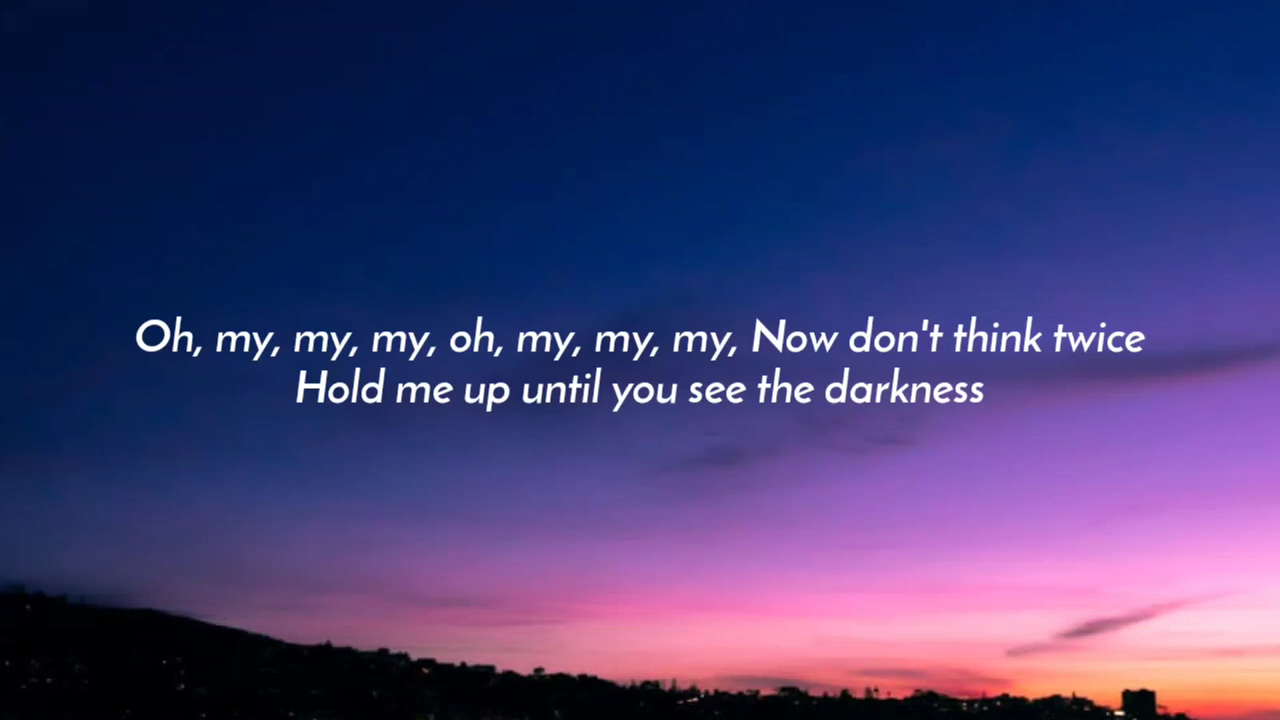 Oh, my, my, my, oh, my, my, my, Now don't think twice
Hold me up until you see the darkness